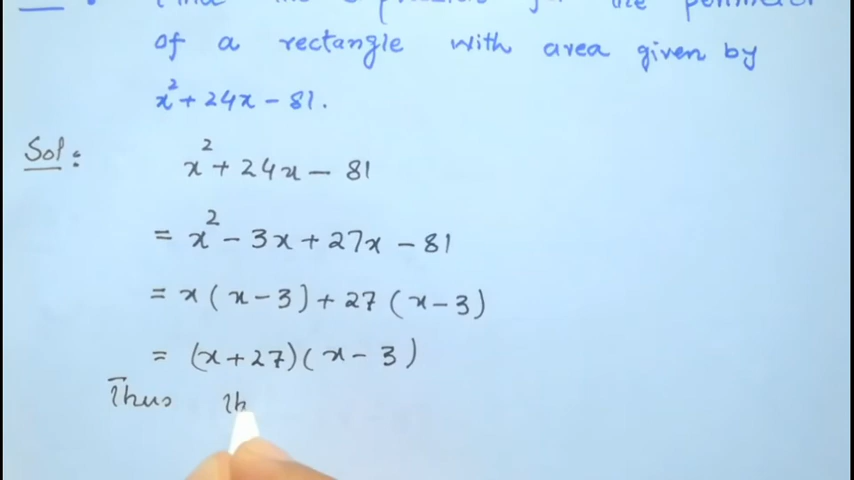 of a rectangle with area given by
x² + 24x - 81.
Sol: x² + 24x - 81
= x² - 3x + 27x - 81
= x(x-3) + 27(x-3)
= (x+27)(x-3)
Thus th